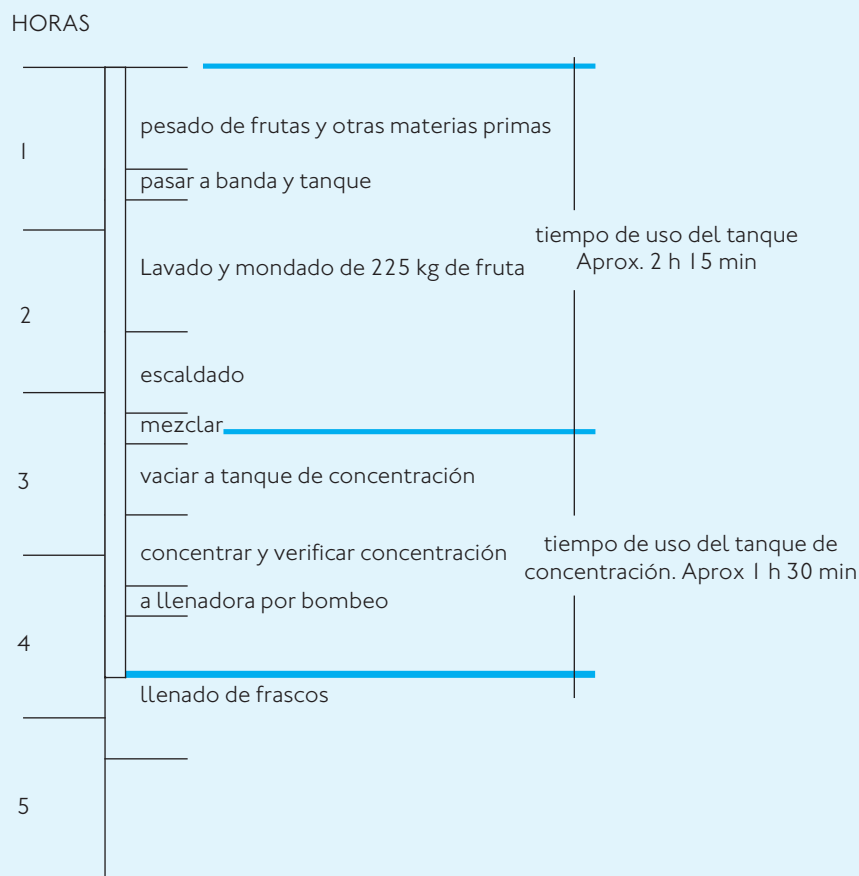 HORAS
1
pesado de frutas y otras materias primas
pasar a banda y tanque
tiempo de uso del tanque
Aprox. 2 h 15 min
Lavado y mondado de 225 kg de fruta
2
escaldado
mezclar
3
vaciar a tanque de concentración
concentrar y verificar concentración
tiempo de uso del tanque de
concentración. Aprox 1 h 30 min
a llenadora por bombeo
4
llenado de frascos
5